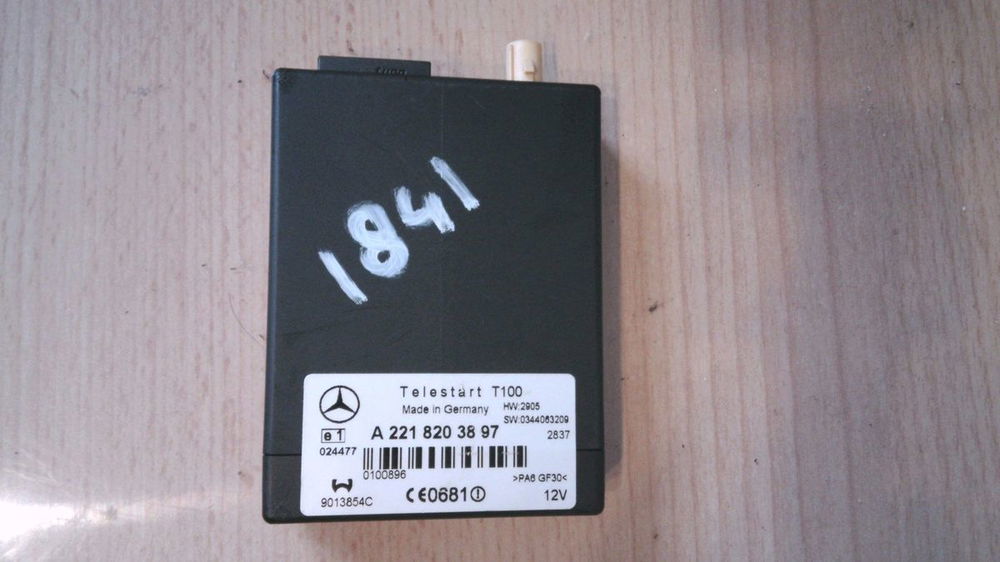 1841
Telestart T100
Made in Germany
HW:2905
SW:0344063209
e1
A 221 820 38 97
2837
024477
0100896
>PA6 GF30<
9013854C
CE0681
12V